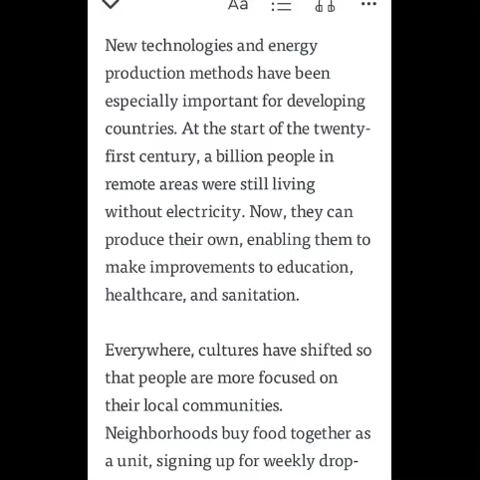 Aa
New technologies and energy
production methods have been
especially important for developing
countries. At the start of the twenty-
first century, a billion people in
remote areas were still living
without electricity. Now, they can
produce their own, enabling them to
make improvements to education,
healthcare, and sanitation.
Everywhere, cultures have shifted so
that people are more focused on
their local communities.
Neighborhoods buy food together as
a unit, signing up for weekly drop-